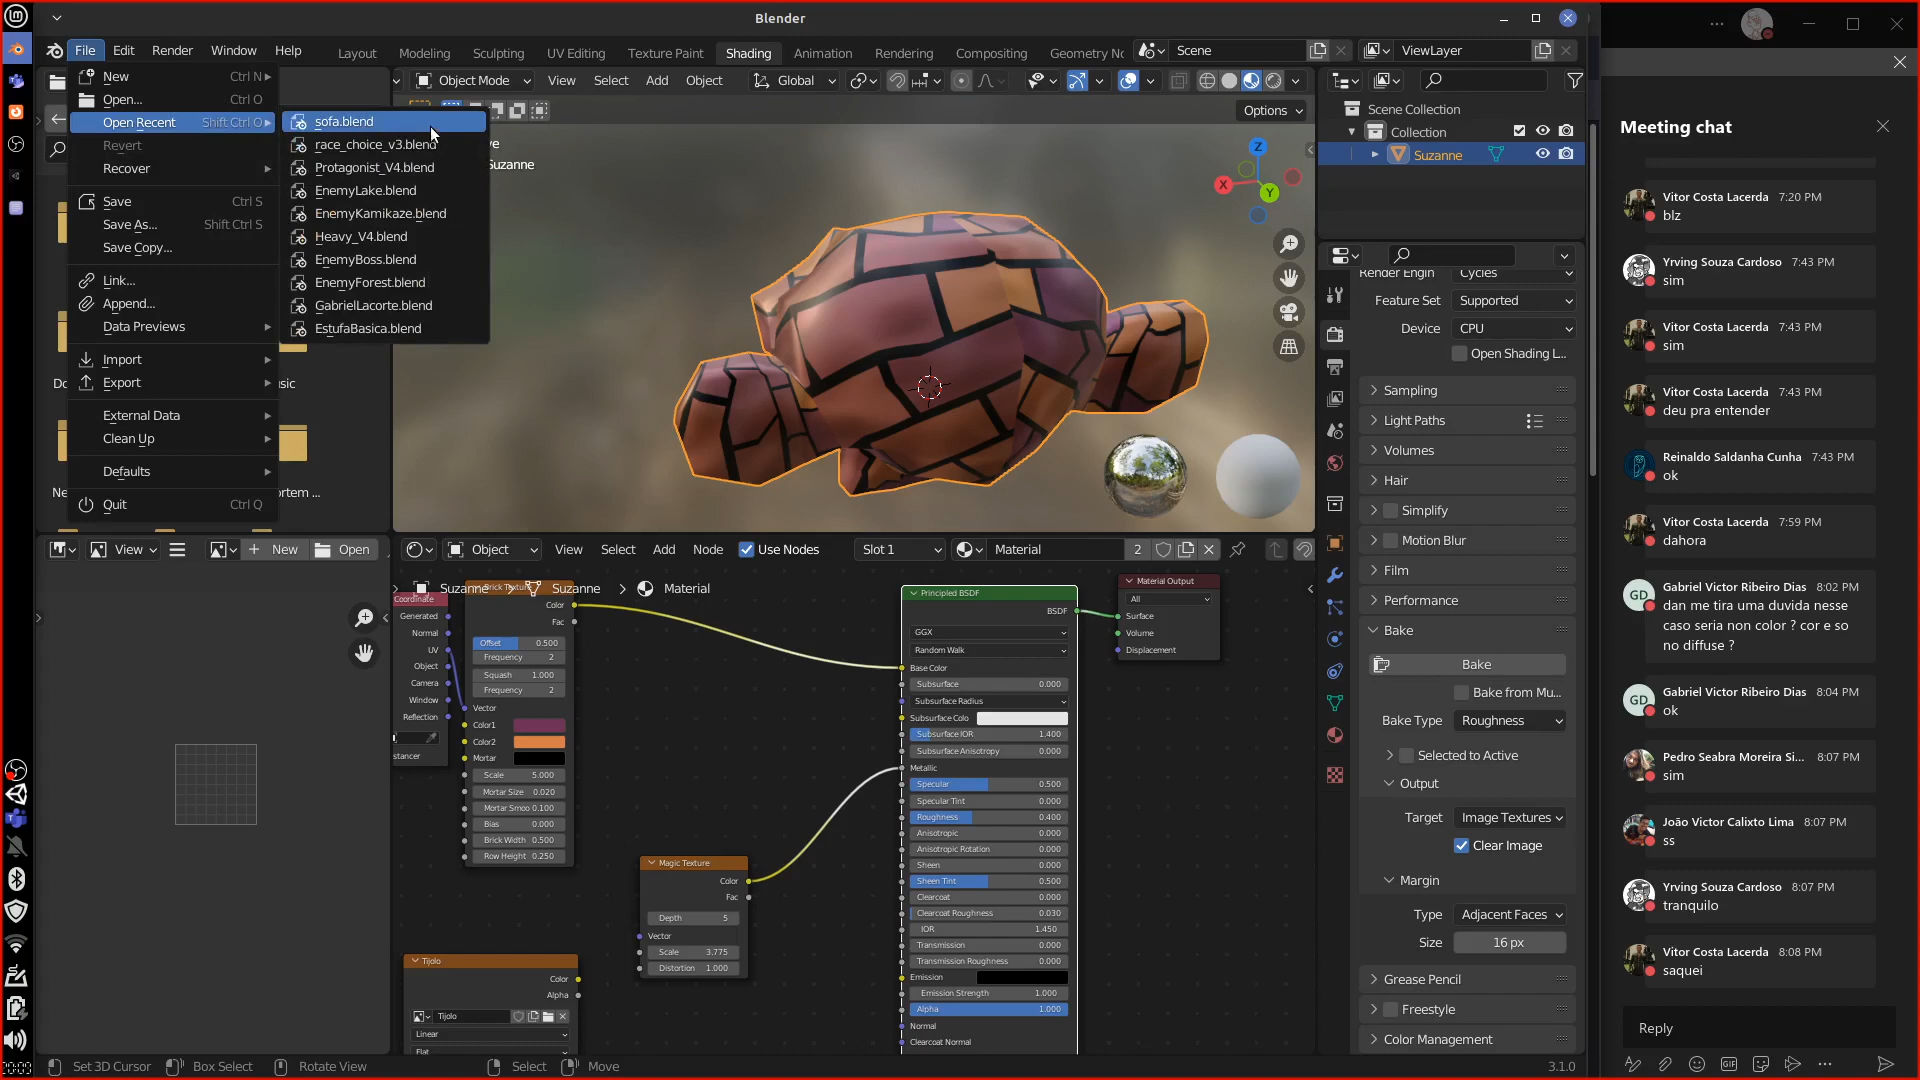 Blender
File Edit Render Window Help
Layout Modeling Sculpting UV Editing Texture Paint Shading Animation Rendering Compositing Geometry No
Scene
ViewLayer
New Ctrl N
Open... Ctrl O
Open Recent Shift Ctrl O
Revert
Recover
Save Ctrl S
Save As... Shift Ctrl S
Save Copy...
Link...
Append...
Data Previews
Import
Export
External Data
Clean Up
Defaults
Quit Ctrl Q
sofa.blend
race_choice_v3.blend
Protagonist_V4.blend
EnemyLake.blend
EnemyKamikaze.blend
Heavy_V4.blend
EnemyBoss.blend
EnemyForest.blend
GabrielLacorte.blend
EstufaBasica.blend
Object Mode View Select Add Object Global
Options
Suzanne
X Y Z
Scene Collection
Collection
Suzanne
Render Engin Cycles
Feature Set Supported
Device CPU
Open Shading L...
Sampling
Light Paths
Volumes
Hair
Simplify
Motion Blur
Film
Performance
Bake
Bake
Bake from Mu...
Bake Type Roughness
Selected to Active
Output
Target Image Textures
Clear Image
Margin
Type Adjacent Faces
Size 16 px
Grease Pencil
Freestyle
Color Management
View New Open
Object View Select Add Node Use Nodes Slot 1 Material 2
Suzanne > Suzanne > Material
Coordinate
Generated
Normal
UV
Object
Camera
Window
Reflection
stancer
Brick Texture
Color
Fac
Offset 0.500
Frequency 2
Squash 1.000
Frequency 2
Vector
Color1
Color2
Mortar
Scale 5.000
Mortar Size 0.020
Mortar Smoo 0.100
Bias 0.000
Brick Width 0.500
Row Height 0.250
Magic Texture
Color
Fac
Depth 5
Vector
Scale 3.775
Distortion 1.000
Tijolo
Color
Alpha
Tijolo
Linear
Flat
Principled BSDF
BSDF
GGX
Random Walk
Base Color
Subsurface 0.000
Subsurface Radius
Subsurface Colo
Subsurface IOR 1.400
Subsurface Anisotropy 0.000
Metallic
Specular 0.500
Specular Tint 0.000
Roughness 0.400
Anisotropic 0.000
Anisotropic Rotation 0.000
Sheen 0.000
Sheen Tint 0.500
Clearcoat 0.000
Clearcoat Roughness 0.030
IOR 1.450
Transmission 0.000
Transmission Roughness 0.000
Emission
Emission Strength 1.000
Alpha 1.000
Normal
Clearcoat Normal
Material Output
All
Surface
Volume
Displacement
Set 3D Cursor Box Select Rotate View Select Move 3.1.0
Meeting chat
Vitor Costa Lacerda 7:20 PM
blz
Yrving Souza Cardoso 7:43 PM
sim
Vitor Costa Lacerda 7:43 PM
sim
Vitor Costa Lacerda 7:43 PM
deu pra entender
Reinaldo Saldanha Cunha 7:43 PM
ok
Vitor Costa Lacerda 7:59 PM
dahora
GD
Gabriel Victor Ribeiro Dias 8:02 PM
dan me tira uma duvida nesse
caso seria non color ? cor e so
no diffuse ?
GD
Gabriel Victor Ribeiro Dias 8:04 PM
ok
Pedro Seabra Moreira Si... 8:07 PM
sim
João Victor Calixto Lima 8:07 PM
ss
Yrving Souza Cardoso 8:07 PM
tranquilo
Vitor Costa Lacerda 8:08 PM
saquei
Reply
GIF